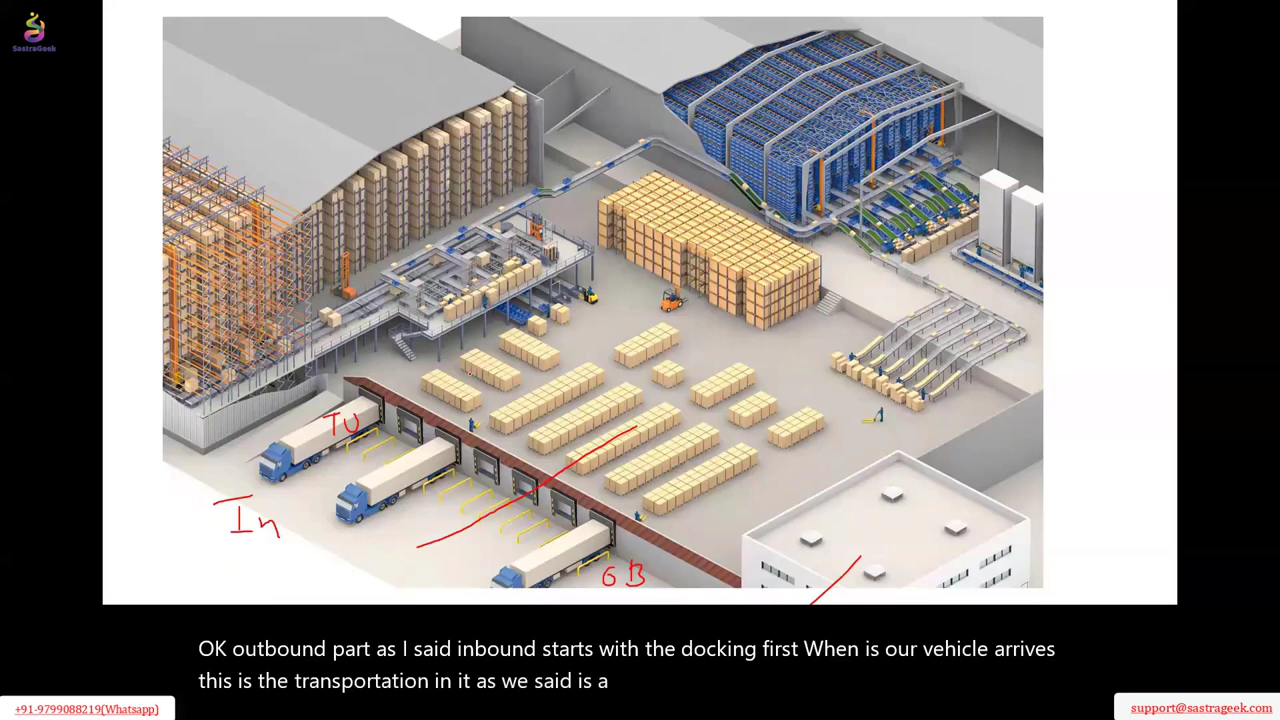 SastraGeek
TU
In
OB
OK outbound part as I said inbound starts with the docking first When is our vehicle arrives
this is the transportation in it as we said is a
+91-9799088219(Whatsapp)
support@sastrageek.com